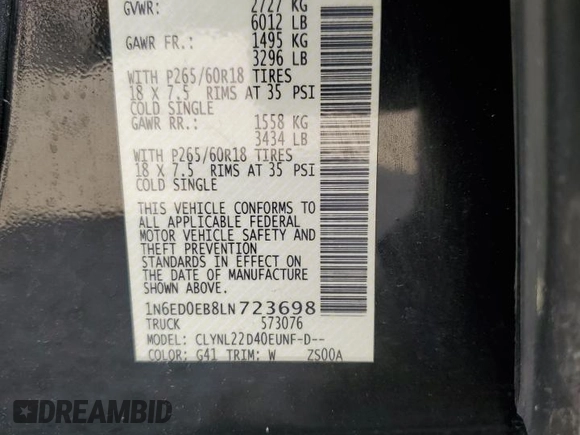 GVWR: 2727 KG
6012 LB
GAWR FR.: 1495 KG
3296 LB
WITH P265/60R18 TIRES
18 X 7.5 RIMS AT 35 PSI
COLD SINGLE
GAWR RR.: 1558 KG
3434 LB
WITH P265/60R18 TIRES
18 X 7.5 RIMS AT 35 PSI
COLD SINGLE
THIS VEHICLE CONFORMS TO
ALL APPLICABLE FEDERAL
MOTOR VEHICLE SAFETY AND
THEFT PREVENTION
STANDARDS IN EFFECT ON
THE DATE OF MANUFACTURE
SHOWN ABOVE.
1N6ED0EB8LN723698
TRUCK 573076
MODEL: CLYNL22D40EUNF-D--
COLOR: G41 TRIM: W ZS00A
DREAMBID